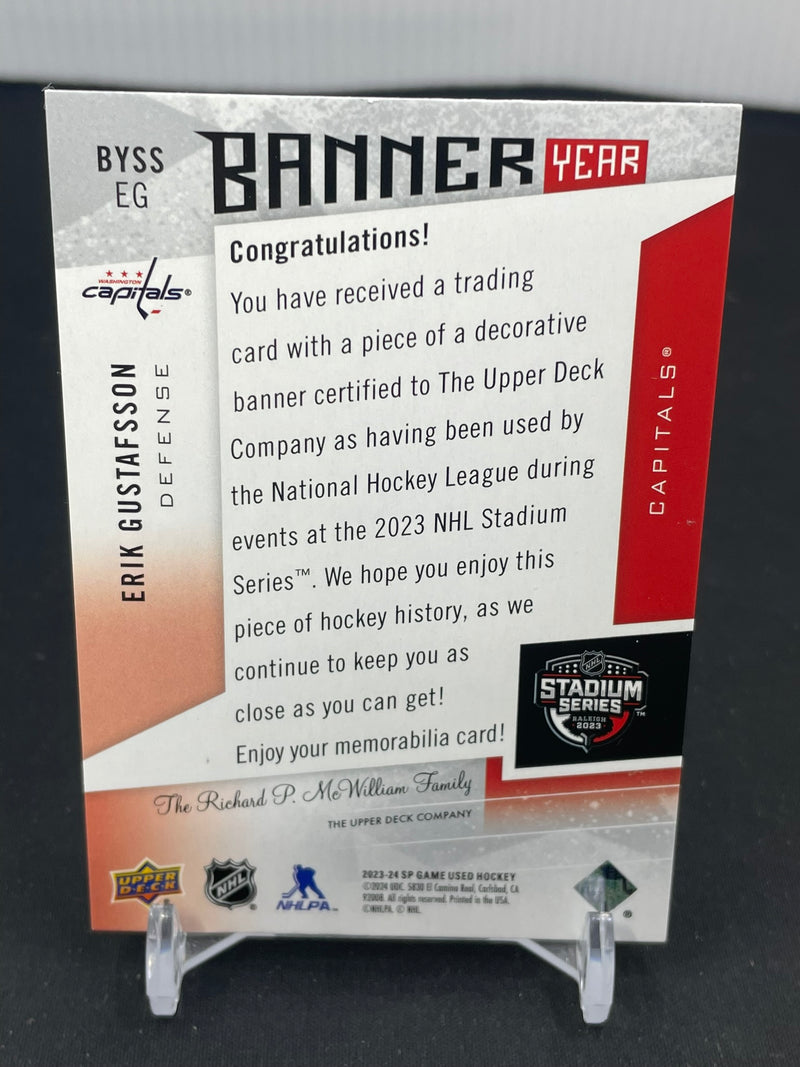 BYSS
EG
BANNER YEAR
WASHINGTON
capitals®
ERIK GUSTAFSSON
DEFENSE
Congratulations!
You have received a trading
card with a piece of a decorative
banner certified to The Upper Deck
Company as having been used by
the National Hockey League during
events at the 2023 NHL Stadium
Series™. We hope you enjoy this
piece of hockey history, as we
continue to keep you as
close as you can get!
Enjoy your memorabilia card!
CAPITALS®
NHL
STADIUM
SERIES™
RALEIGH
2023
The Richard P. McWilliam Family
THE UPPER DECK COMPANY
UPPER
DECK
NHL®
NHLPA™
2023-24 SP GAME USED HOCKEY
©2024 UDC. 5830 El Camino Real, Carlsbad, CA
92008. All rights reserved. Printed in the USA.
©NHLPA. © NHL.
®